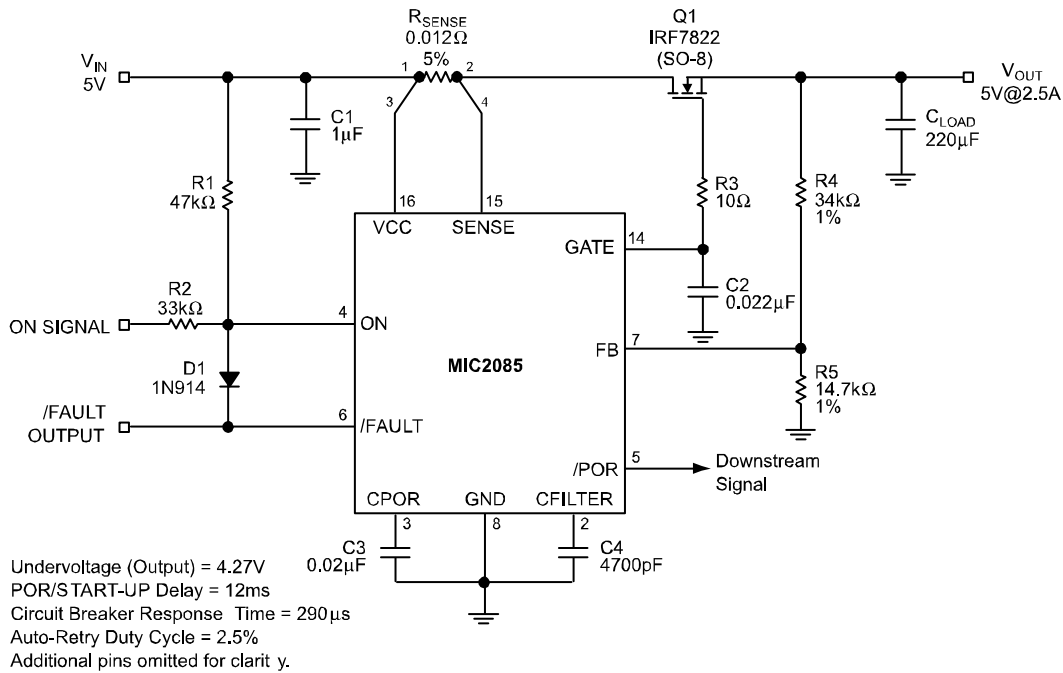 RSENSE
0.012Ω
5%
Q1
IRF7822
(SO-8)
VIN
5V
1
2
3
4
VOUT
5V@2.5A
C1
1µF
CLOAD
220µF
R1
47kΩ
16
15
VCC
SENSE
R3
10Ω
R4
34kΩ
1%
14
GATE
C2
0.022µF
R2
33kΩ
ON SIGNAL
4
ON
7
FB
MIC2085
D1
1N914
R5
14.7kΩ
1%
/FAULT
OUTPUT
6
/FAULT
5
/POR
Downstream
Signal
CPOR
GND
CFILTER
3
8
2
C3
0.02µF
C4
4700pF
Undervoltage (Output) = 4.27V
POR/START-UP Delay = 12ms
Circuit Breaker Response Time = 290µs
Auto-Retry Duty Cycle = 2.5%
Additional pins omitted for clarit y.